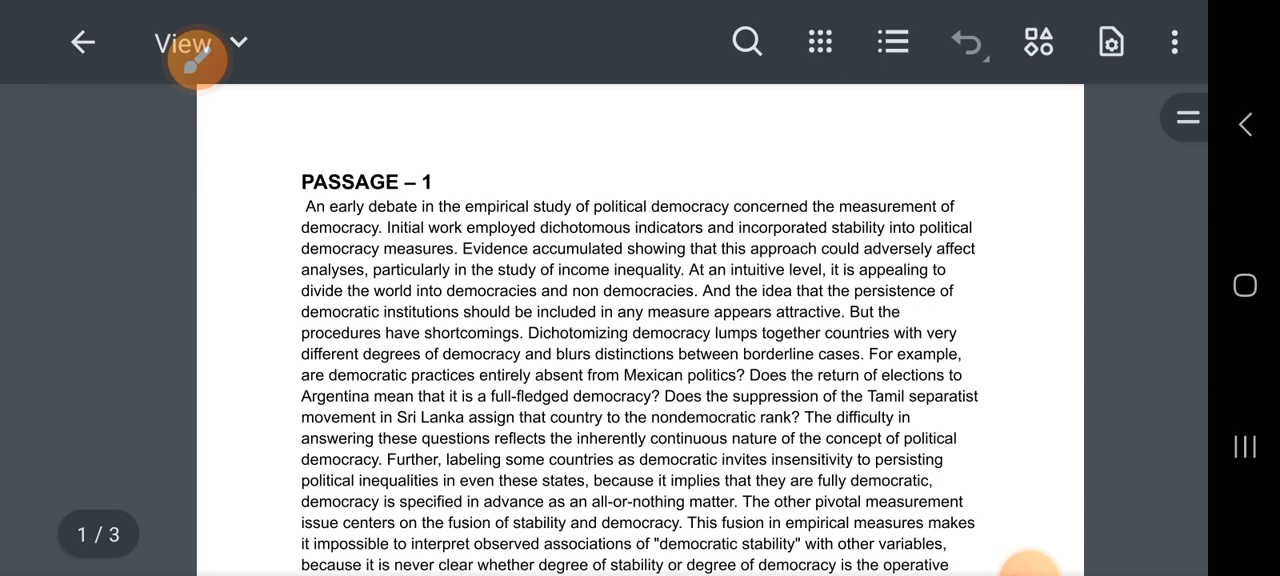 View
PASSAGE – 1
An early debate in the empirical study of political democracy concerned the measurement of
democracy. Initial work employed dichotomous indicators and incorporated stability into political
democracy measures. Evidence accumulated showing that this approach could adversely affect
analyses, particularly in the study of income inequality. At an intuitive level, it is appealing to
divide the world into democracies and non democracies. And the idea that the persistence of
democratic institutions should be included in any measure appears attractive. But the
procedures have shortcomings. Dichotomizing democracy lumps together countries with very
different degrees of democracy and blurs distinctions between borderline cases. For example,
are democratic practices entirely absent from Mexican politics? Does the return of elections to
Argentina mean that it is a full-fledged democracy? Does the suppression of the Tamil separatist
movement in Sri Lanka assign that country to the nondemocratic rank? The difficulty in
answering these questions reflects the inherently continuous nature of the concept of political
democracy. Further, labeling some countries as democratic invites insensitivity to persisting
political inequalities in even these states, because it implies that they are fully democratic,
democracy is specified in advance as an all-or-nothing matter. The other pivotal measurement
issue centers on the fusion of stability and democracy. This fusion in empirical measures makes
it impossible to interpret observed associations of "democratic stability" with other variables,
because it is never clear whether degree of stability or degree of democracy is the operative
1 / 3